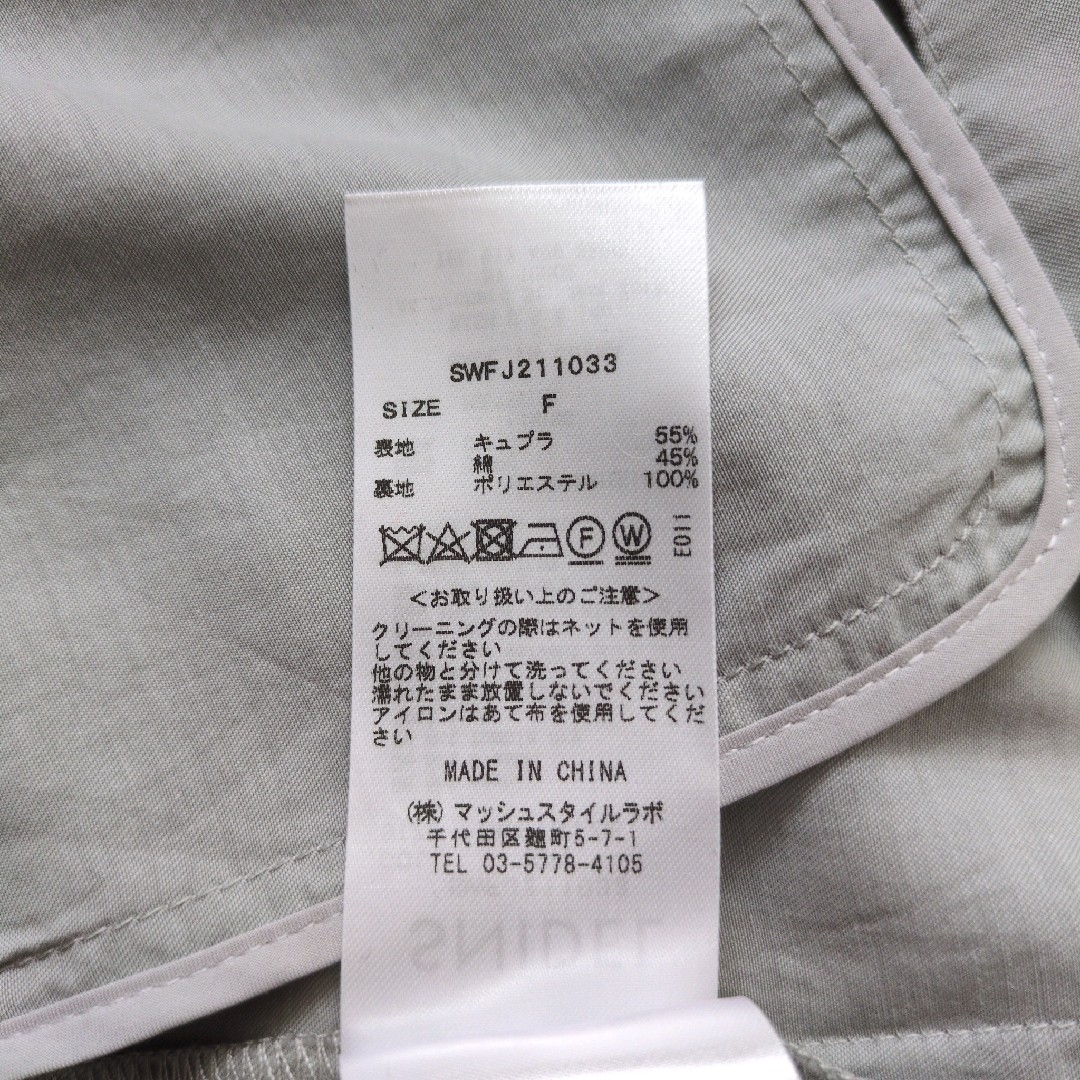 SWFJ211033
SIZE F
表地 キュプラ 55%
綿 45%
裏地 ポリエステル 100%
F W E011
<お取り扱い上のご注意>
クリーニングの際はネットを使用
してください
他の物と分けて洗ってください
濡れたまま放置しないでください
アイロンはあて布を使用してくだ
さい
MADE IN CHINA
(株)マッシュスタイルラボ
千代田区麹町5-7-1
TEL 03-5778-4105
SNIDEL